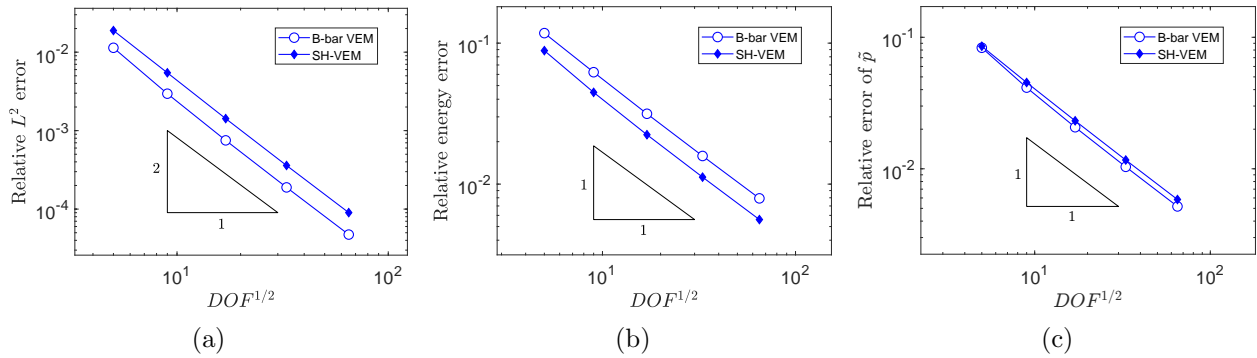 Relative $L^2$ error
10^{-2}
10^{-3}
10^{-4}
B-bar VEM
SH-VEM
2
1
10^1
10^2
$DOF^{1/2}$
(a)
Relative energy error
10^{-1}
10^{-2}
B-bar VEM
SH-VEM
1
1
10^1
10^2
$DOF^{1/2}$
(b)
Relative error of $\tilde{p}$
10^{-1}
10^{-2}
B-bar VEM
SH-VEM
1
1
10^1
10^2
$DOF^{1/2}$
(c)